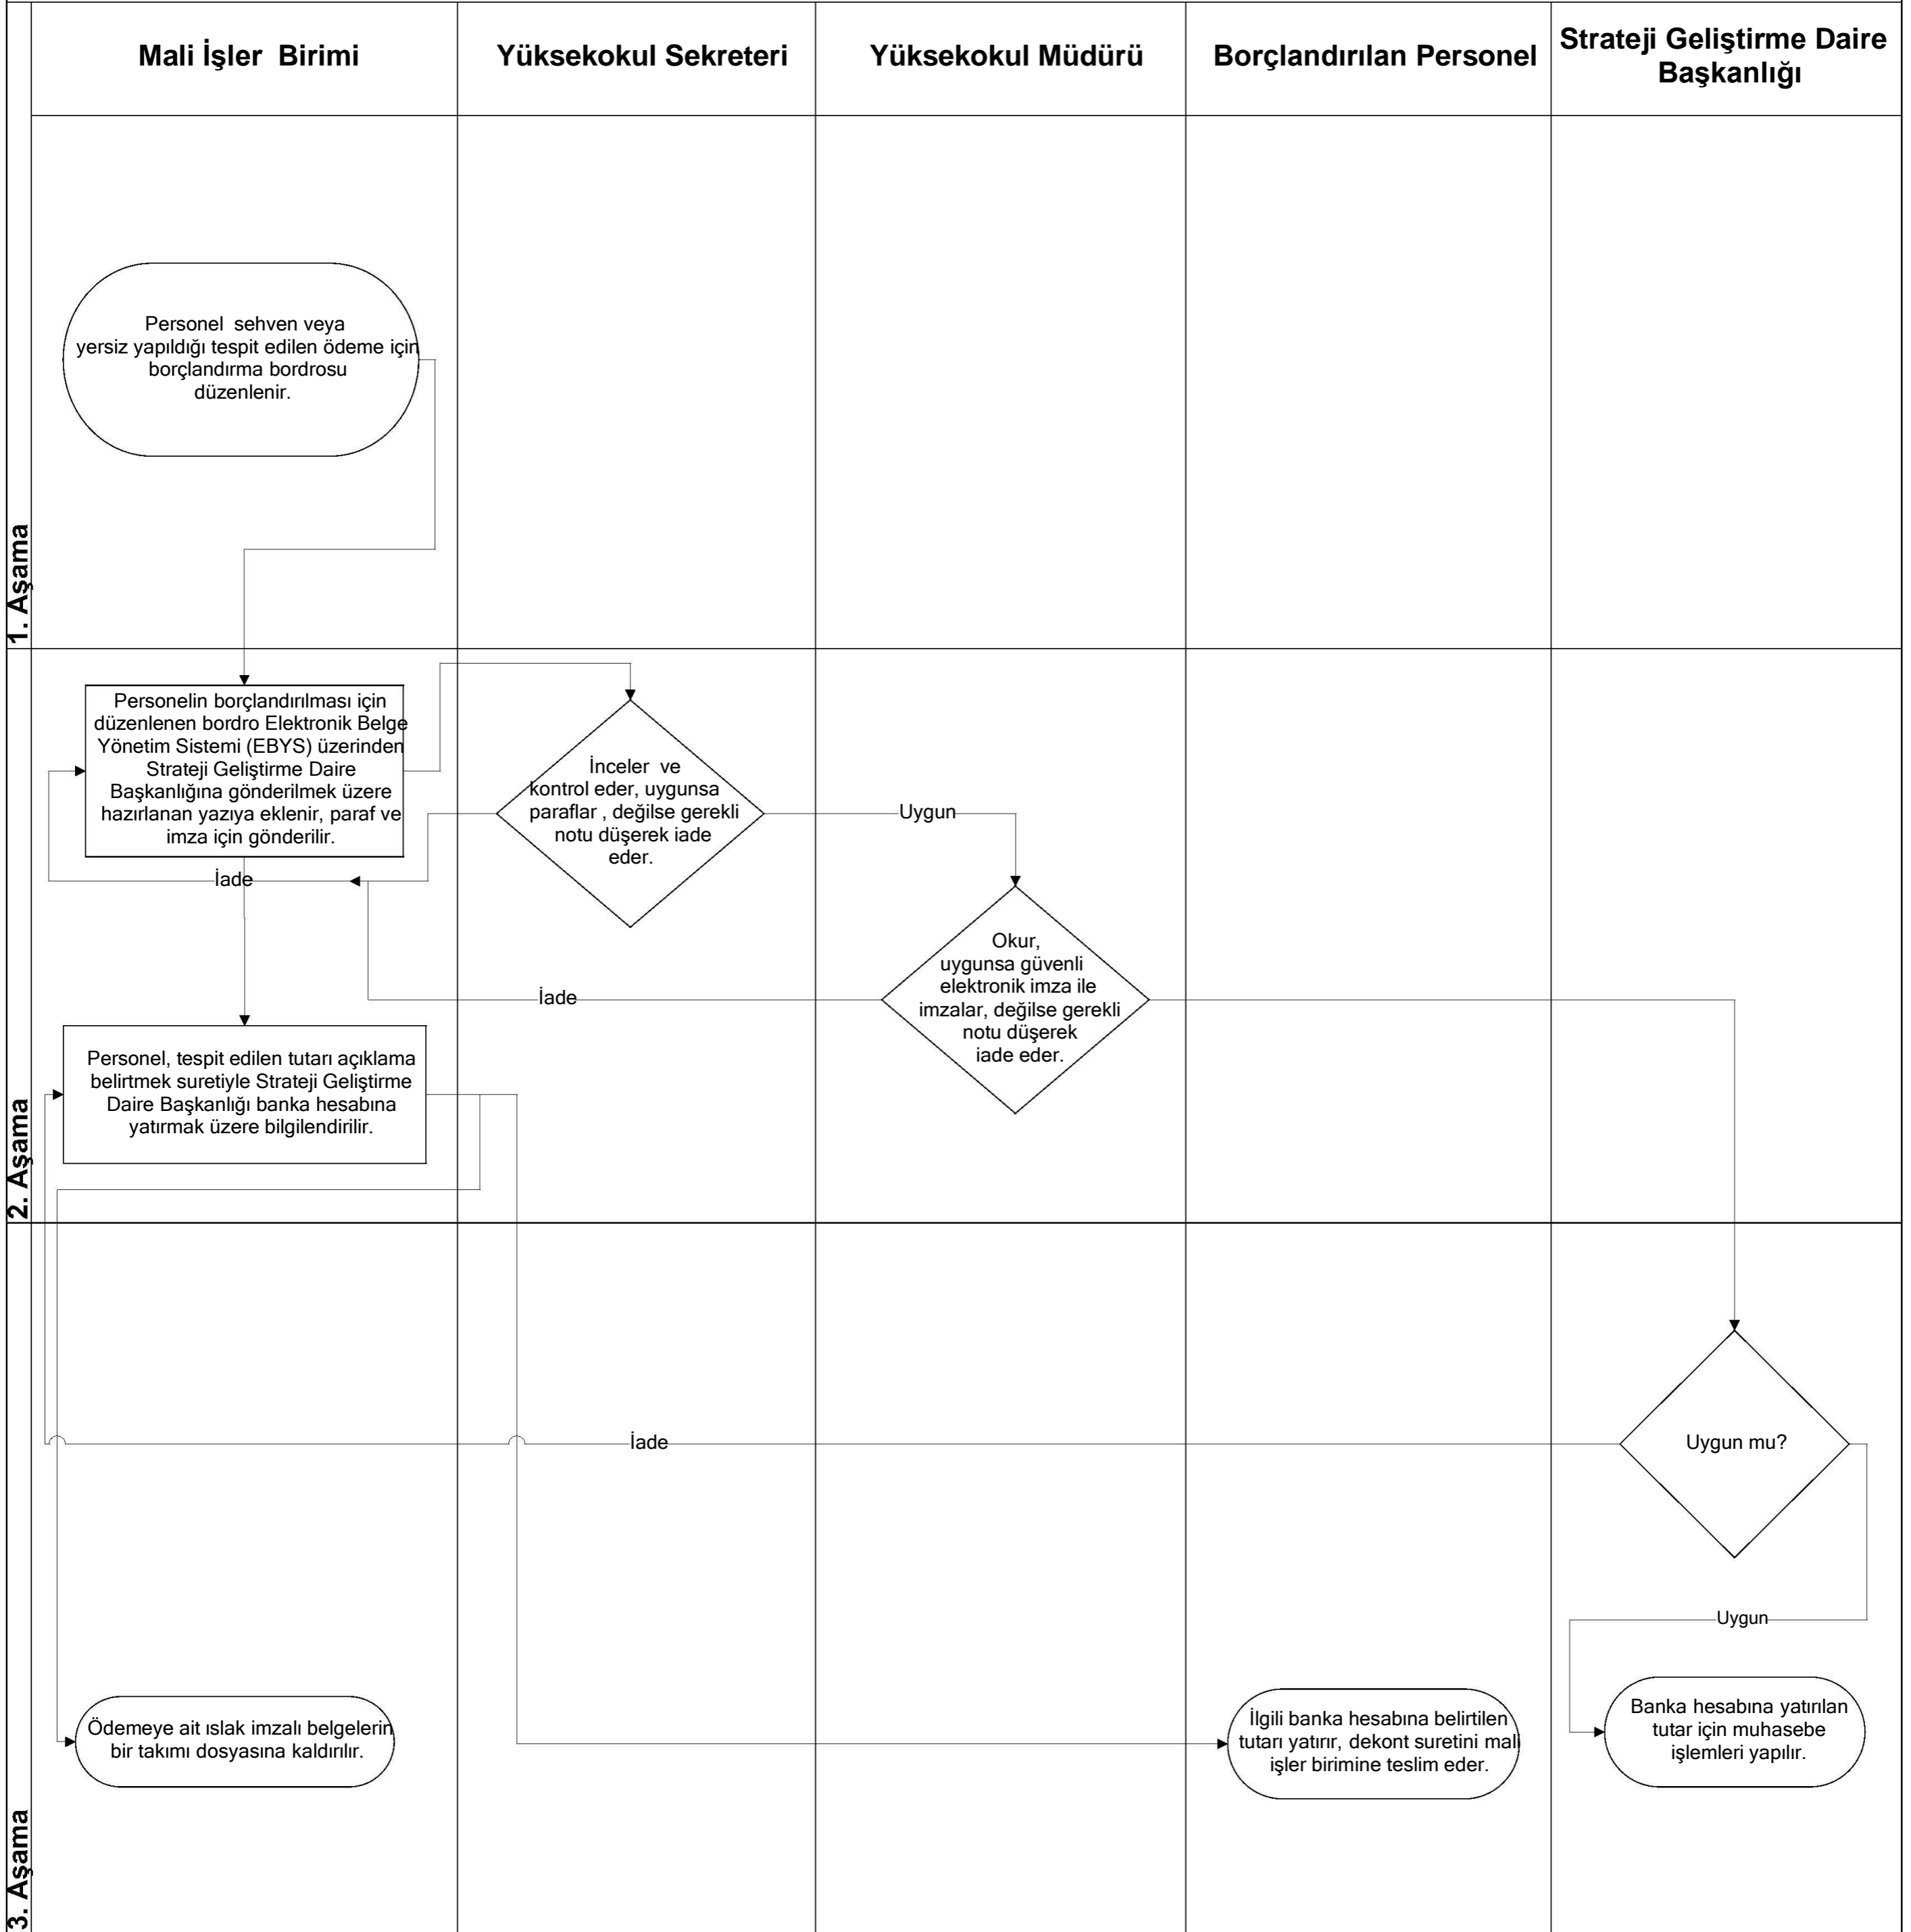 Mali İşler Birimi
Yüksekokul Sekreteri
Yüksekokul Müdürü
Borçlandırılan Personel
Strateji Geliştirme Daire
Başkanlığı
1. Aşama
Personel sehven veya
yersiz yapıldığı tespit edilen ödeme için
borçlandırma bordrosu
düzenlenir.
2. Aşama
Personelin borçlandırılması için
düzenlenen bordro Elektronik Belge
Yönetim Sistemi (EBYS) üzerinden
Strateji Geliştirme Daire
Başkanlığına gönderilmek üzere
hazırlanan yazıya eklenir, paraf ve
imza için gönderilir.
İnceler ve
kontrol eder, uygunsa
paraflar , değilse gerekli
notu düşerek iade
eder.
Uygun
İade
Okur,
uygunsa güvenli
elektronik imza ile
imzalar, değilse gerekli
notu düşerek
iade eder.
İade
Personel, tespit edilen tutarı açıklama
belirtmek suretiyle Strateji Geliştirme
Daire Başkanlığı banka hesabına
yatırmak üzere bilgilendirilir.
3. Aşama
İade
Uygun mu?
Uygun
Ödemeye ait ıslak imzalı belgelerin
bir takımı dosyasına kaldırılır.
İlgili banka hesabına belirtilen
tutarı yatırır, dekont suretini mali
işler birimine teslim eder.
Banka hesabına yatırılan
tutar için muhasebe
işlemleri yapılır.